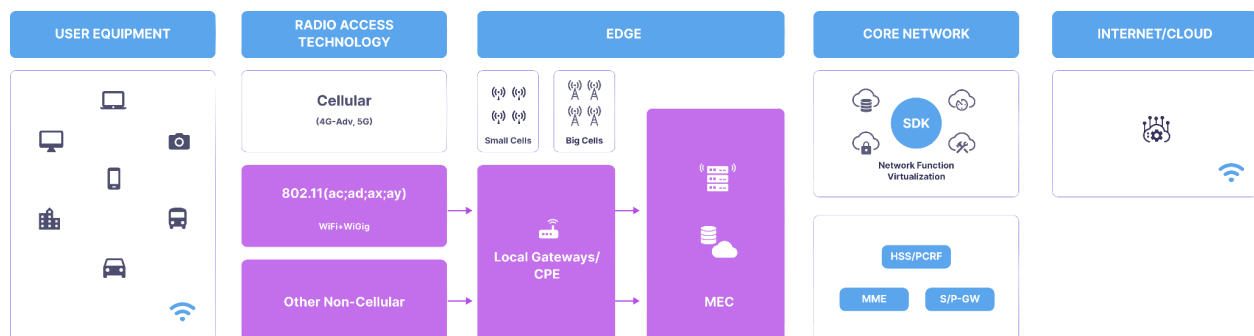 USER EQUIPMENT
RADIO ACCESS
TECHNOLOGY
EDGE
CORE NETWORK
INTERNET/CLOUD
Cellular
(4G-Adv, 5G)
Small Cells
Big Cells
SDK
Network Function
Virtualization
802.11(ac;ad;ax;ay)
WiFi+WiGig
Local Gateways/
CPE
Other Non-Cellular
MEC
HSS/PCRF
MME
S/P-GW